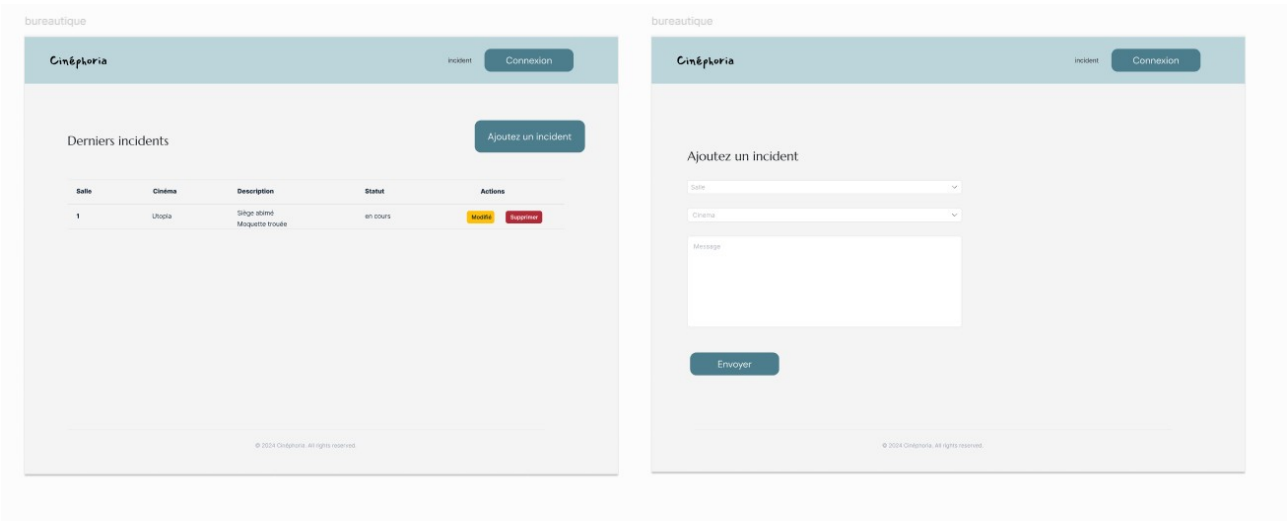 bureautique
Cinéphoria
incident
Connexion
Derniers incidents
Ajoutez un incident
Salle Cinéma Description Statut Actions
1 Utopia Siège abimé en cours Modifié Supprimer
Moquette trouée
© 2024 Cinéphoria. All rights reserved.
bureautique
Cinéphoria
incident
Connexion
Ajoutez un incident
Salle
Cinema
Message
Envoyer
© 2024 Cinéphoria. All rights reserved.